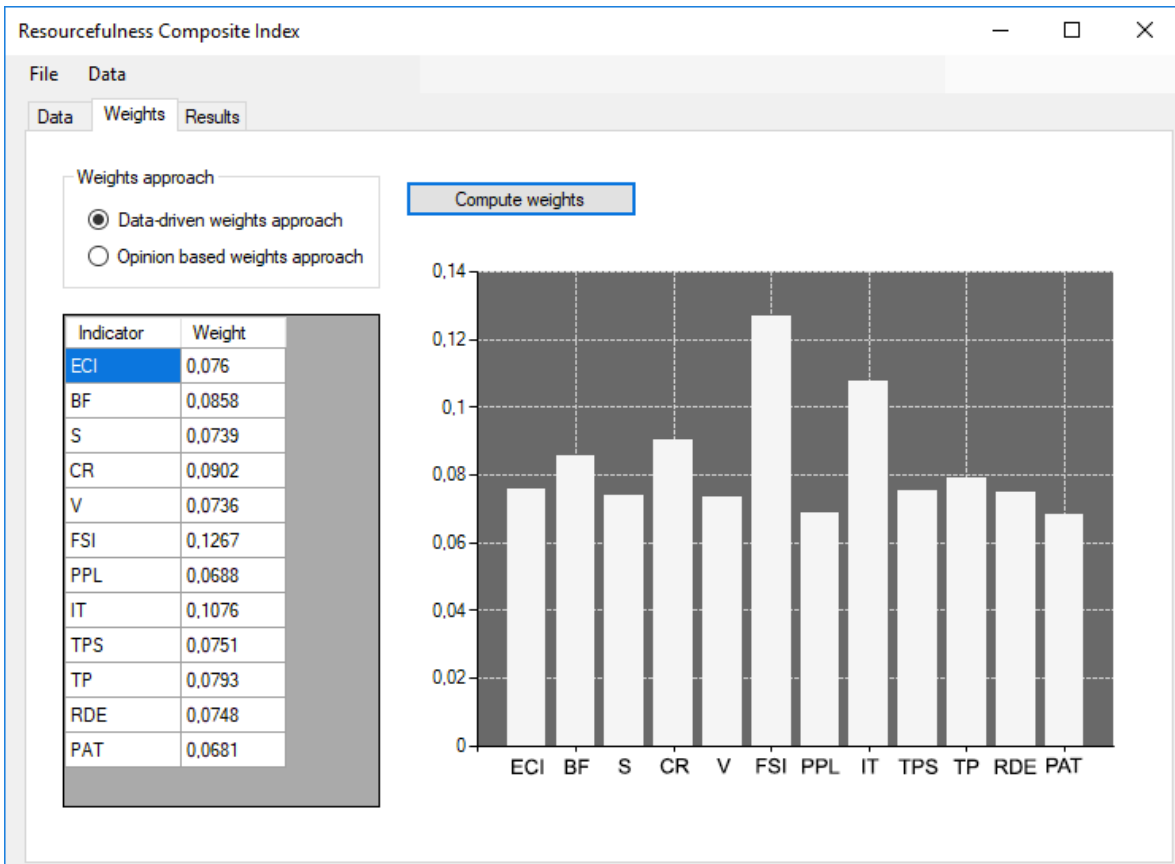 Resourcefulness Composite Index
File Data
Data Weights Results
Weights approach
Data-driven weights approach
Opinion based weights approach
Compute weights
Indicator Weight
ECI 0,076
BF 0,0858
S 0,0739
CR 0,0902
V 0,0736
FSI 0,1267
PPL 0,0688
IT 0,1076
TPS 0,0751
TP 0,0793
RDE 0,0748
PAT 0,0681
0,14
0,12
0,1
0,08
0,06
0,04
0,02
0
ECI BF S CR V FSI PPL IT TPS TP RDE PAT